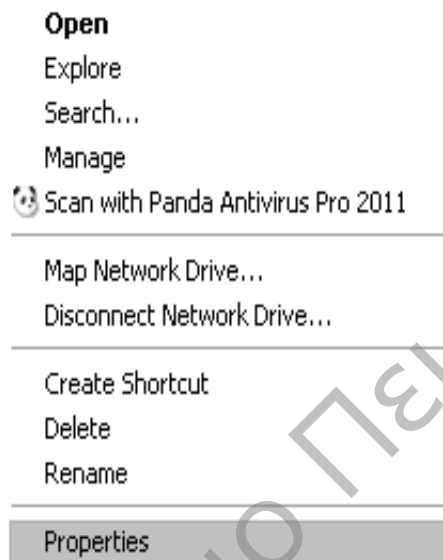 Open
Explore
Search...
Manage
Scan with Panda Antivirus Pro 2011
Map Network Drive...
Disconnect Network Drive...
Create Shortcut
Delete
Rename
Properties